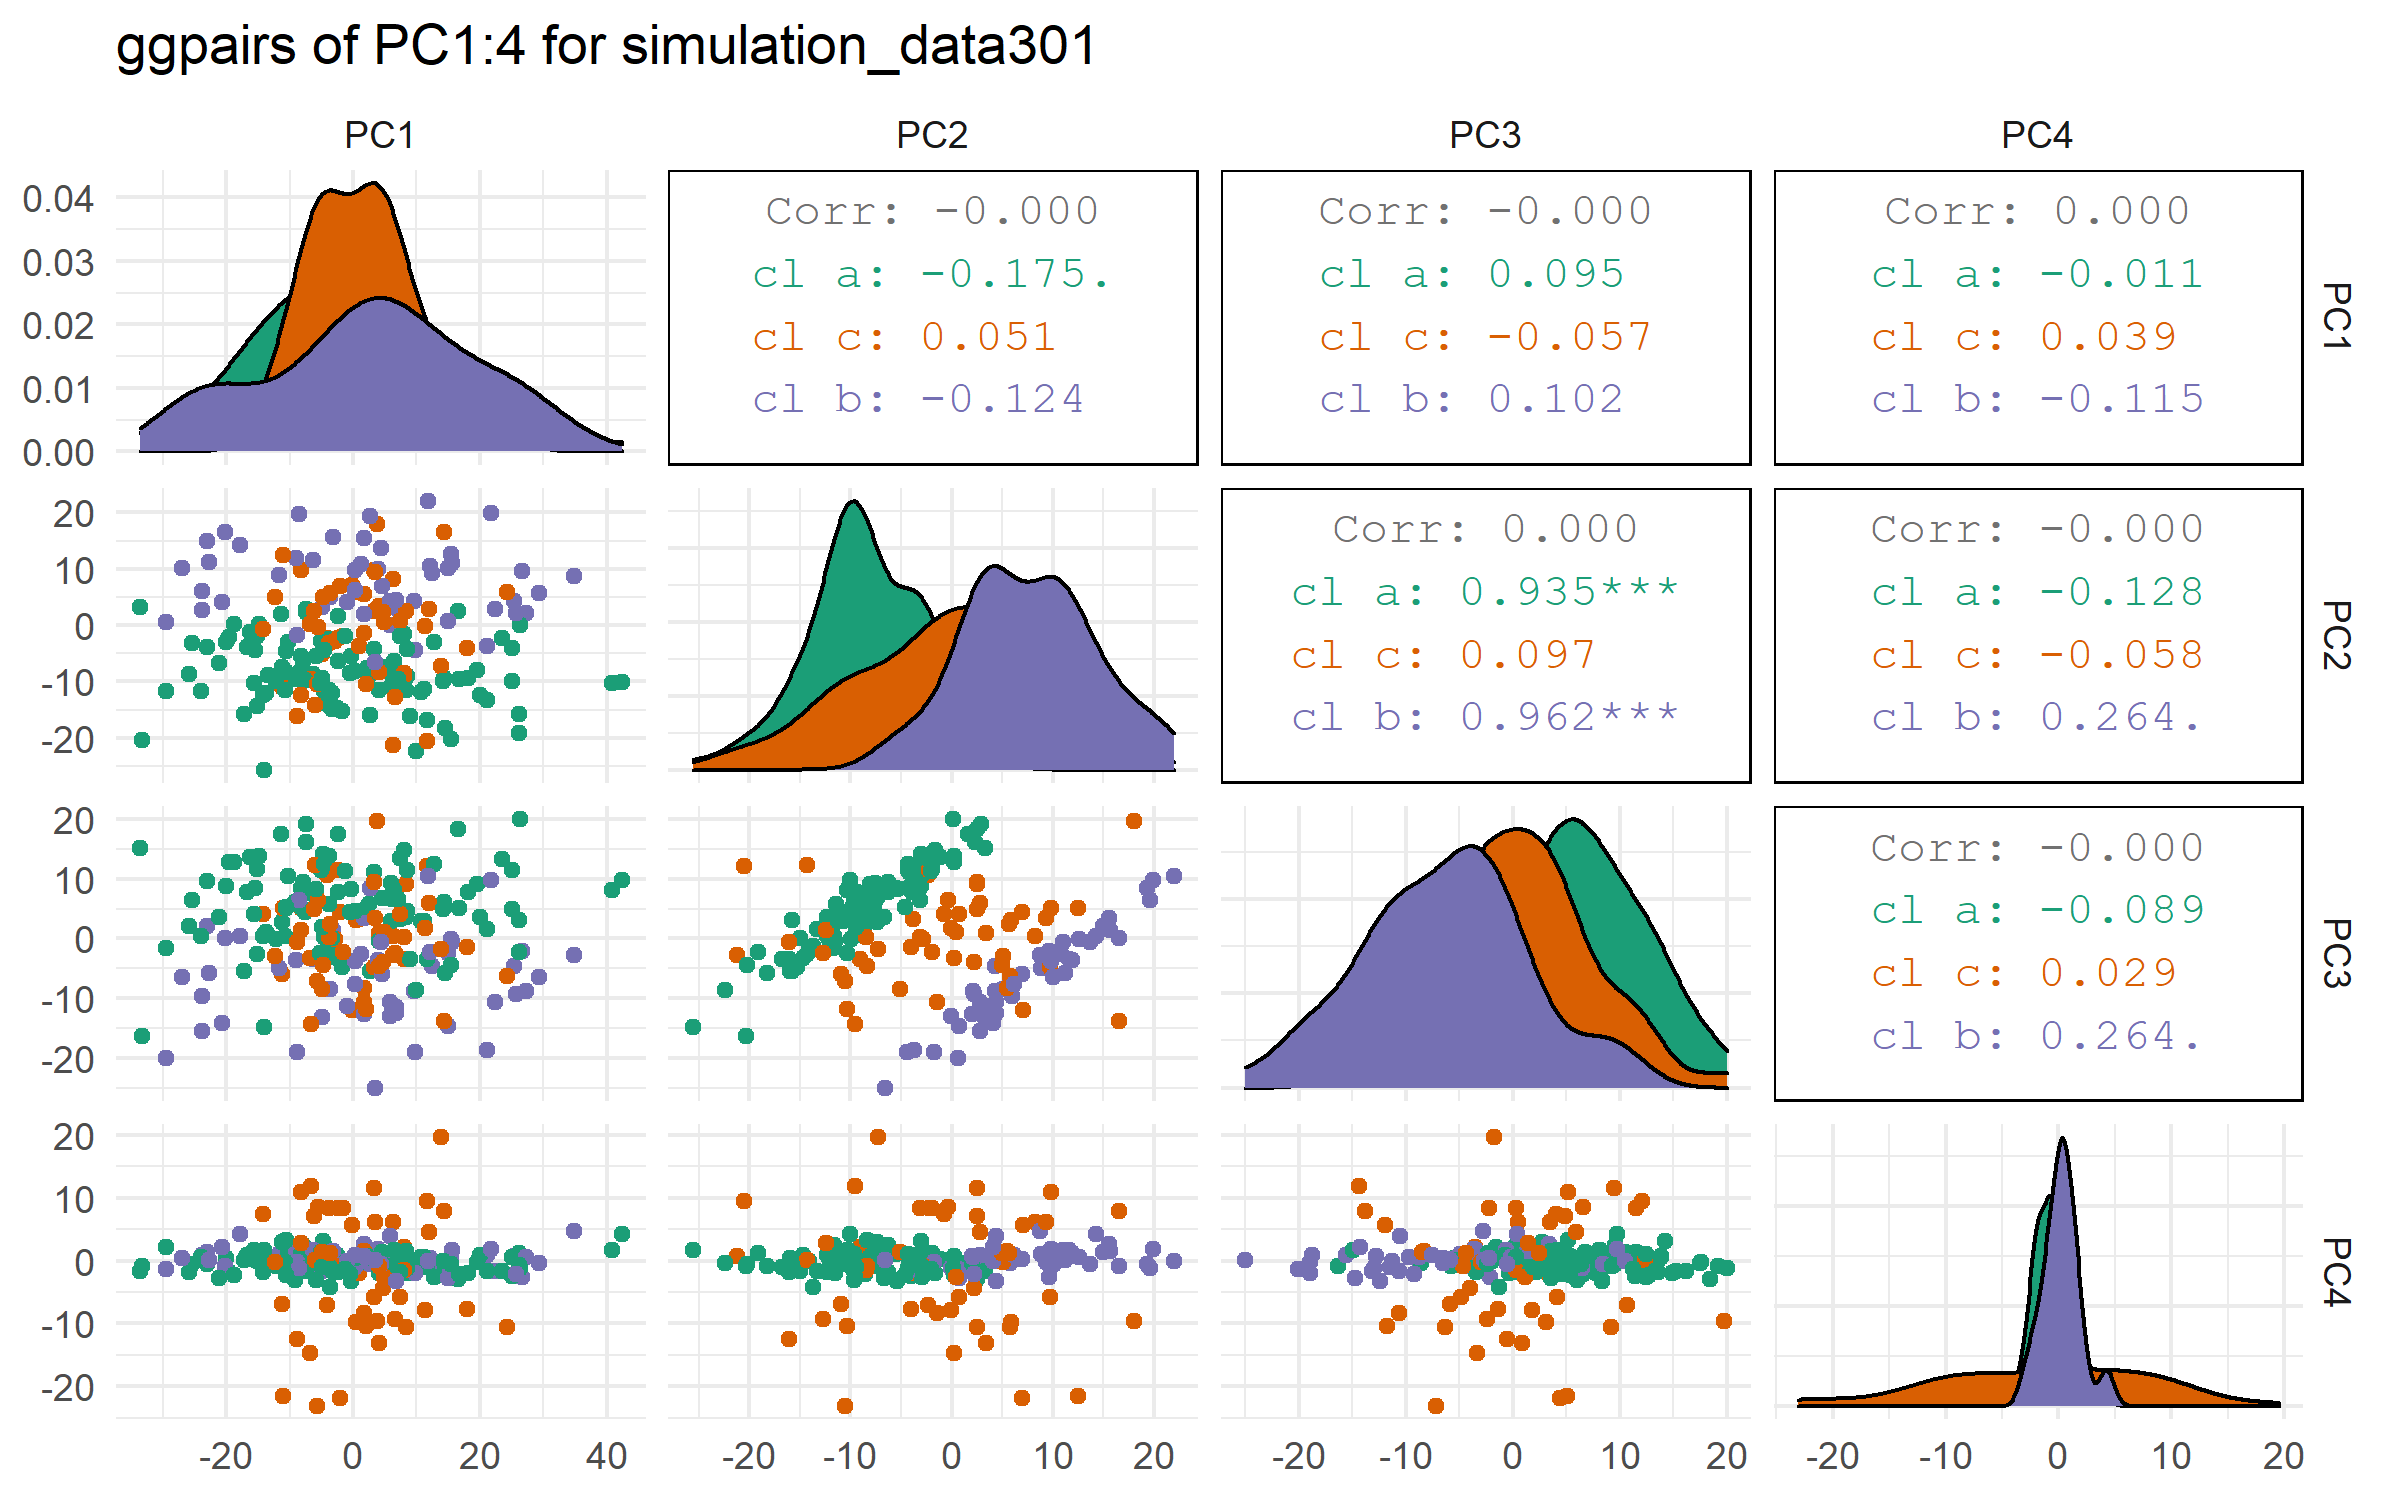 ggpairs of PC1:4 for simulation_data301
PC1
PC2
PC3
PC4
0.04
0.03
0.02
0.01
0.00
Corr: -0.000
cl a: -0.175.
cl c: 0.051
cl b: -0.124
Corr: -0.000
cl a: 0.095
cl c: -0.057
cl b: 0.102
Corr: 0.000
cl a: -0.011
cl c: 0.039
cl b: -0.115
PC1
20
10
0
-10
-20
Corr: 0.000
cl a: 0.935***
cl c: 0.097
cl b: 0.962***
Corr: -0.000
cl a: -0.128
cl c: -0.058
cl b: 0.264.
PC2
20
10
0
-10
-20
Corr: -0.000
cl a: -0.089
cl c: 0.029
cl b: 0.264.
PC3
20
10
0
-10
-20
PC4
-20 0 20 40
-20 -10 0 10 20
-20 -10 0 10 20
-20 -10 0 10 20